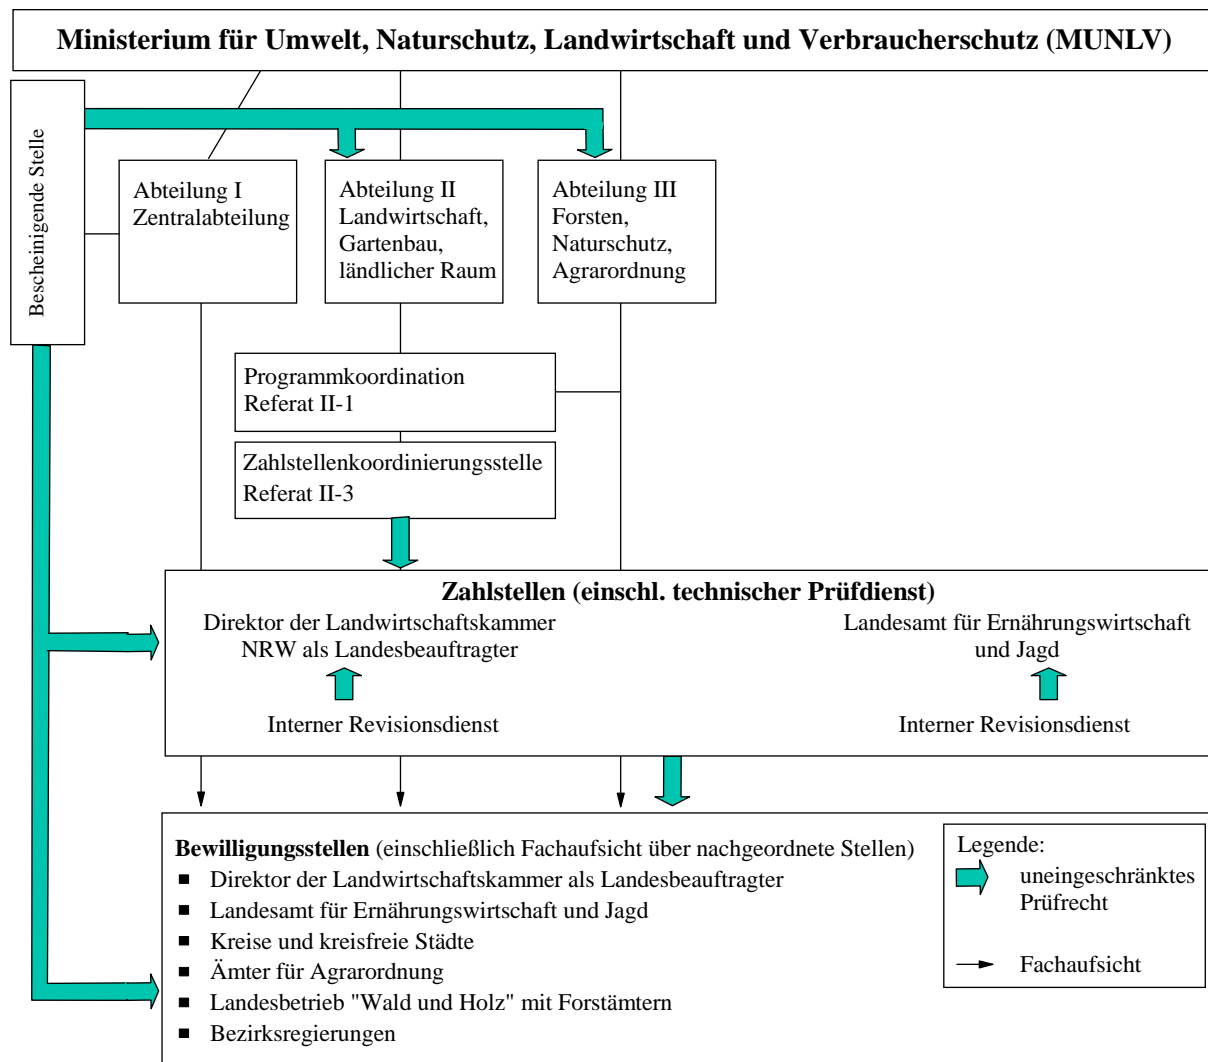 Ministerium für Umwelt, Naturschutz, Landwirtschaft und Verbraucherschutz (MUNLV)
Bescheinigende Stelle
Abteilung I
Zentralabteilung
Abteilung II
Landwirtschaft,
Gartenbau,
ländlicher Raum
Abteilung III
Forsten,
Naturschutz,
Agrarordnung
Programmkoordination
Referat II-1
Zahlstellenkoordinierungsstelle
Referat II-3
Zahlstellen (einschl. technischer Prüfdienst)
Direktor der Landwirtschaftskammer
NRW als Landesbeauftragter
Interner Revisionsdienst
Landesamt für Ernährungswirtschaft
und Jagd
Interner Revisionsdienst
Bewilligungsstellen (einschließlich Fachaufsicht über nachgeordnete Stellen)
■ Direktor der Landwirtschaftskammer als Landesbeauftragter
■ Landesamt für Ernährungswirtschaft und Jagd
■ Kreise und kreisfreie Städte
■ Ämter für Agrarordnung
■ Landesbetrieb "Wald und Holz" mit Forstämtern
■ Bezirksregierungen
Legende:
uneingeschränktes
Prüfrecht
Fachaufsicht